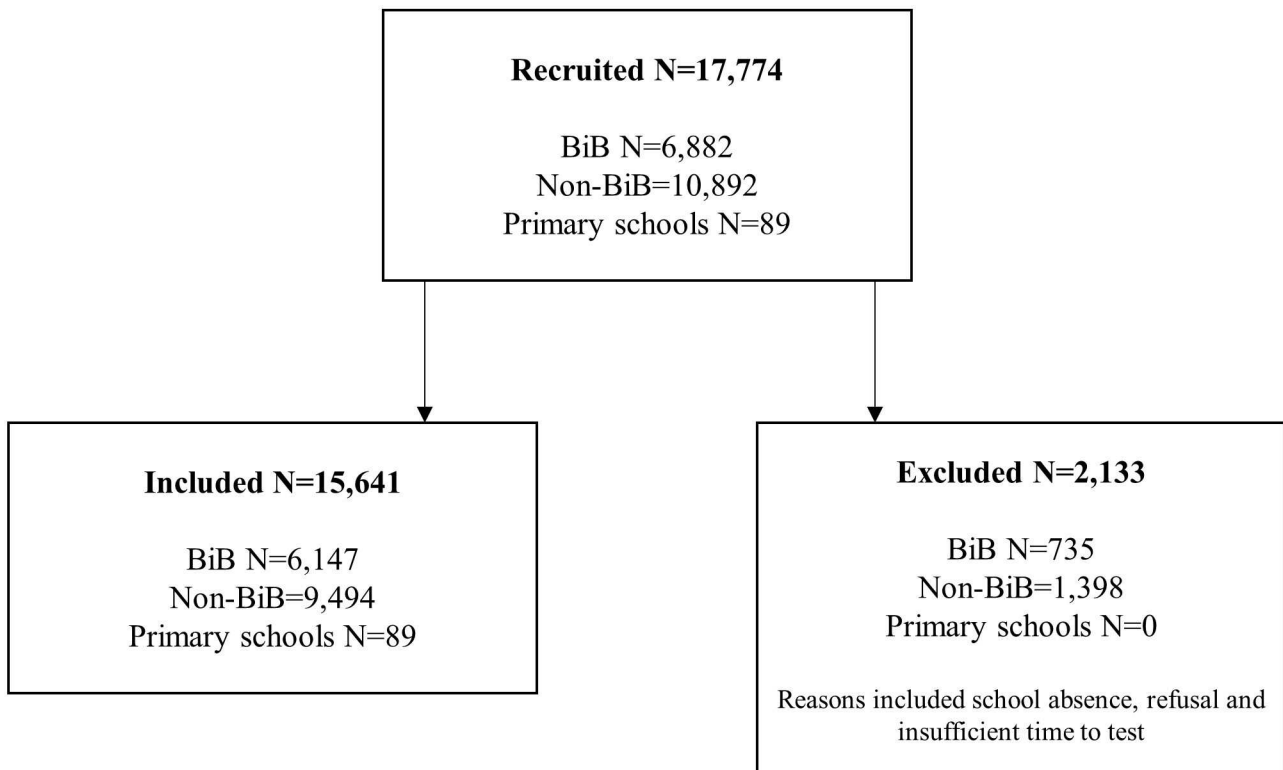 Recruited N=17,774
BiB N=6,882
Non-BiB=10,892
Primary schools N=89
Included N=15,641
BiB N=6,147
Non-BiB=9,494
Primary schools N=89
Excluded N=2,133
BiB N=735
Non-BiB=1,398
Primary schools N=0
Reasons included school absence, refusal and
insufficient time to test